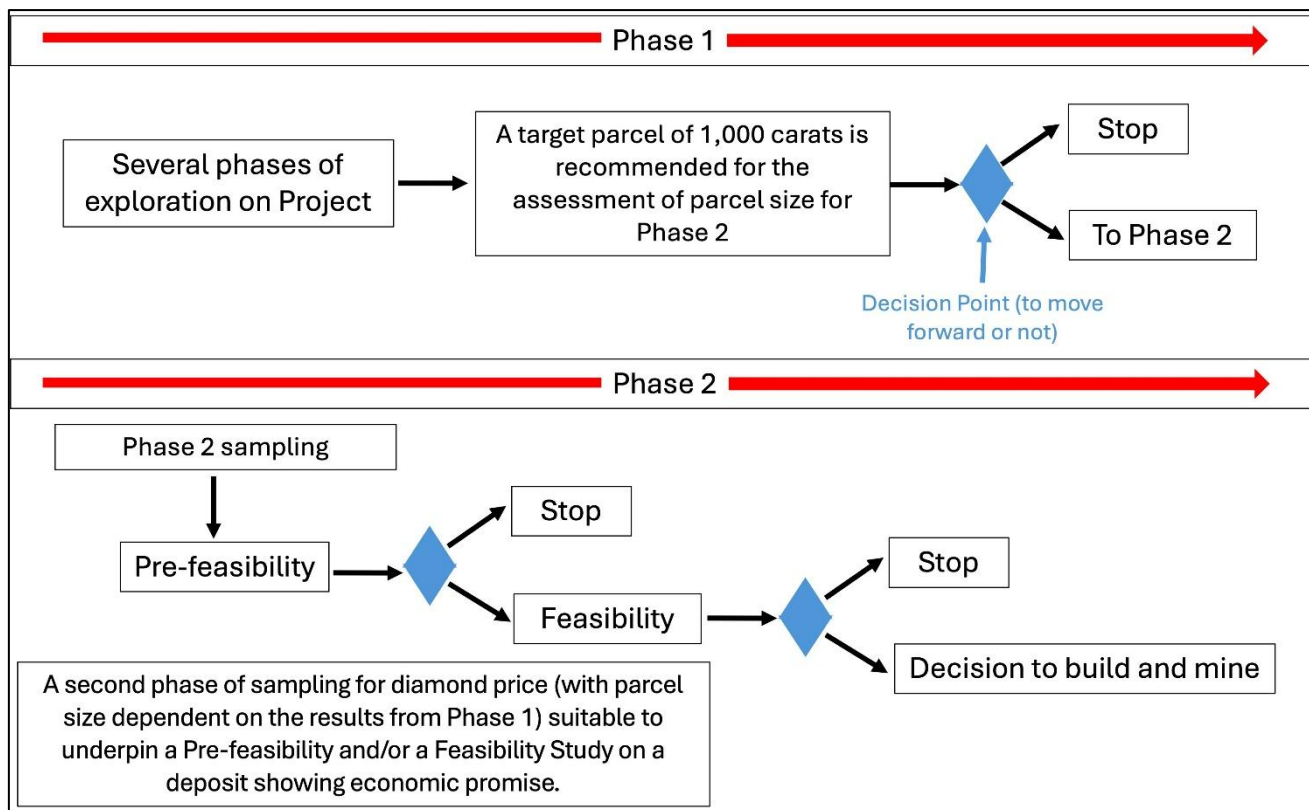 Phase 1
Several phases of
exploration on Project
A target parcel of 1,000 carats is
recommended for the
assessment of parcel size for
Phase 2
Stop
To Phase 2
Decision Point (to move
forward or not)
Phase 2
Phase 2 sampling
Pre-feasibility
Stop
Feasibility
Stop
Decision to build and mine
A second phase of sampling for diamond price (with parcel
size dependent on the results from Phase 1) suitable to
underpin a Pre-feasibility and/or a Feasibility Study on a
deposit showing economic promise.